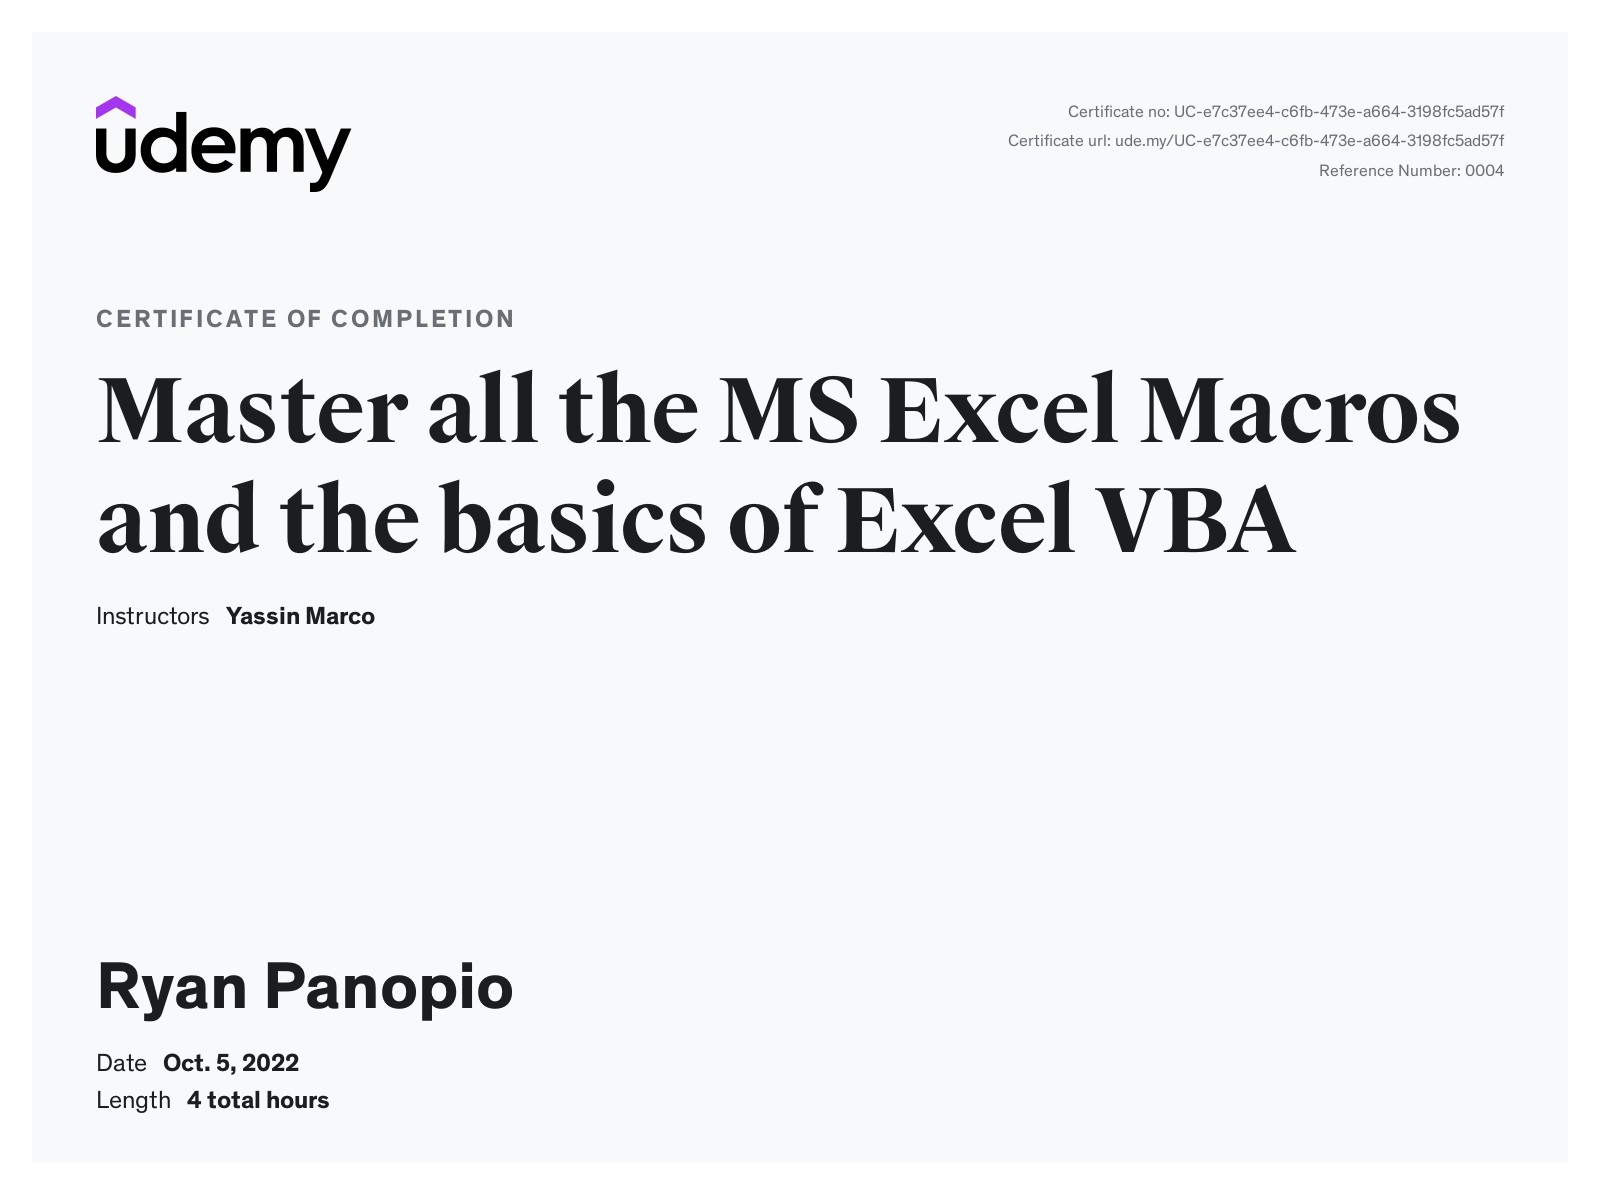 udemy
Certificate no: UC-e7c37ee4-c6fb-473e-a664-3198fc5ad57f
Certificate url: ude.my/UC-e7c37ee4-c6fb-473e-a664-3198fc5ad57f
Reference Number: 0004
CERTIFICATE OF COMPLETION
Master all the MS Excel Macros
and the basics of Excel VBA
Instructors Yassin Marco
Ryan Panopio
Date Oct. 5, 2022
Length 4 total hours